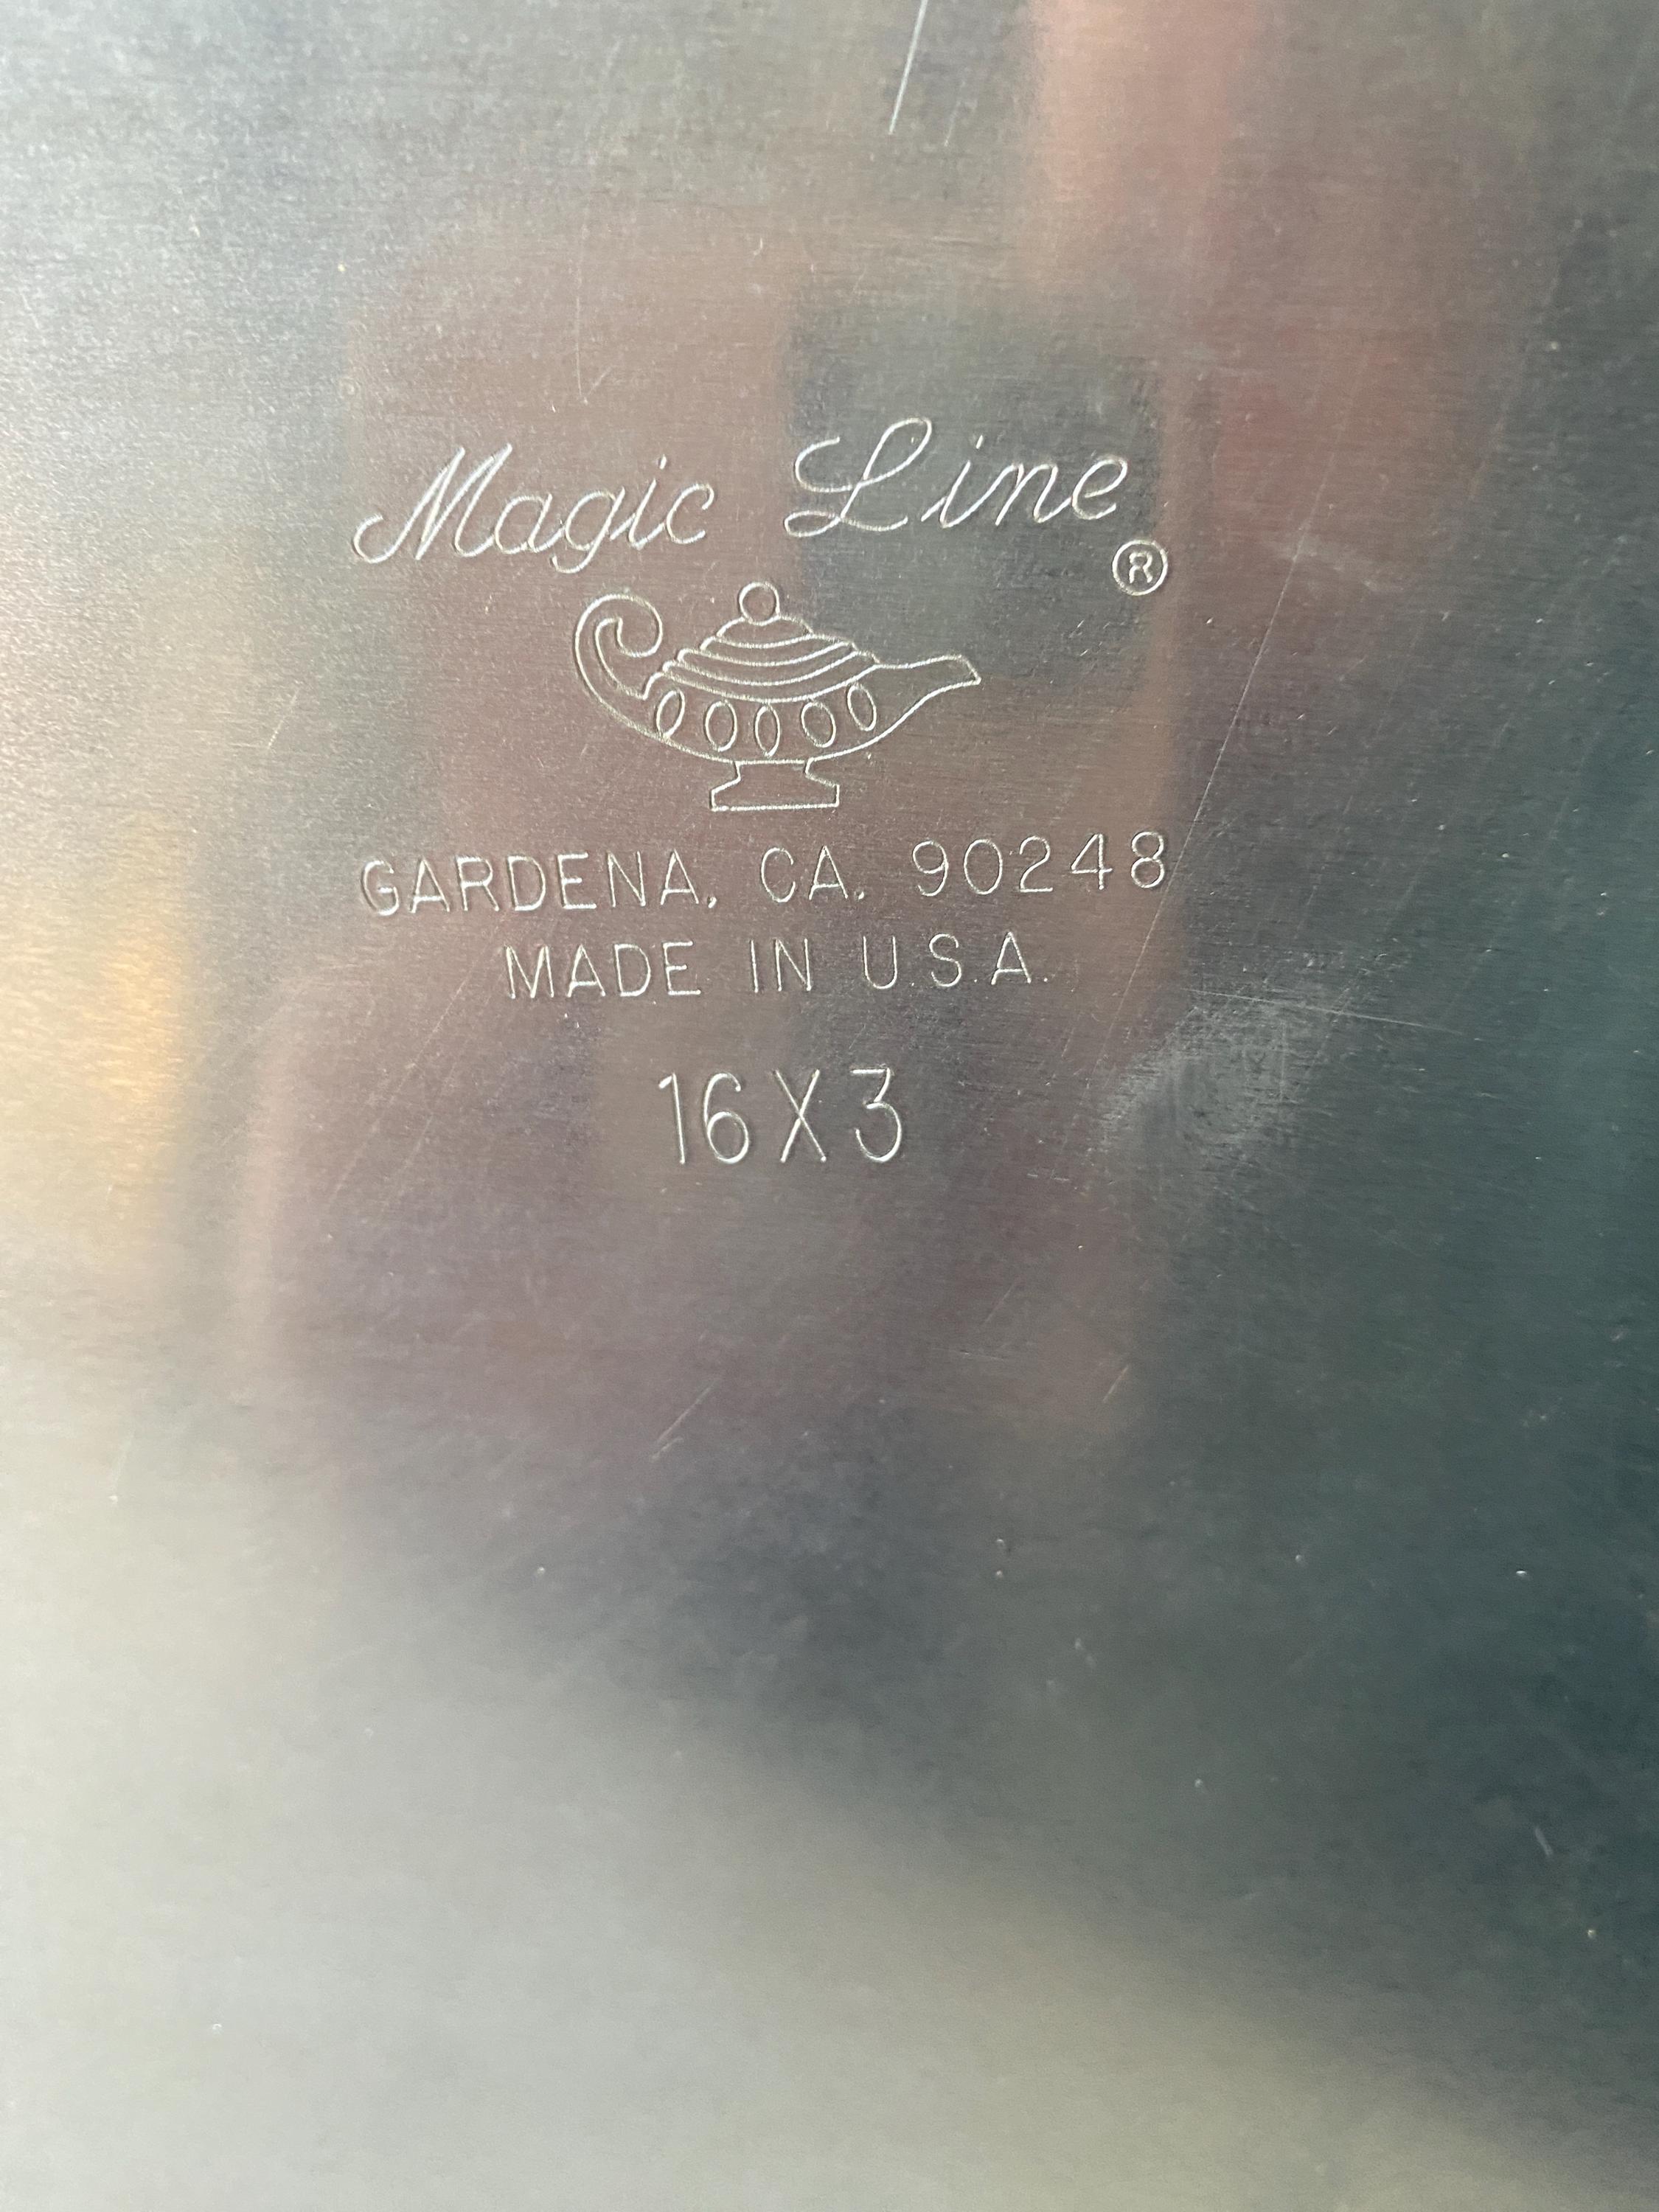 Magic Line
®
GARDENA, CA. 90248
MADE IN U.S.A.
16X3